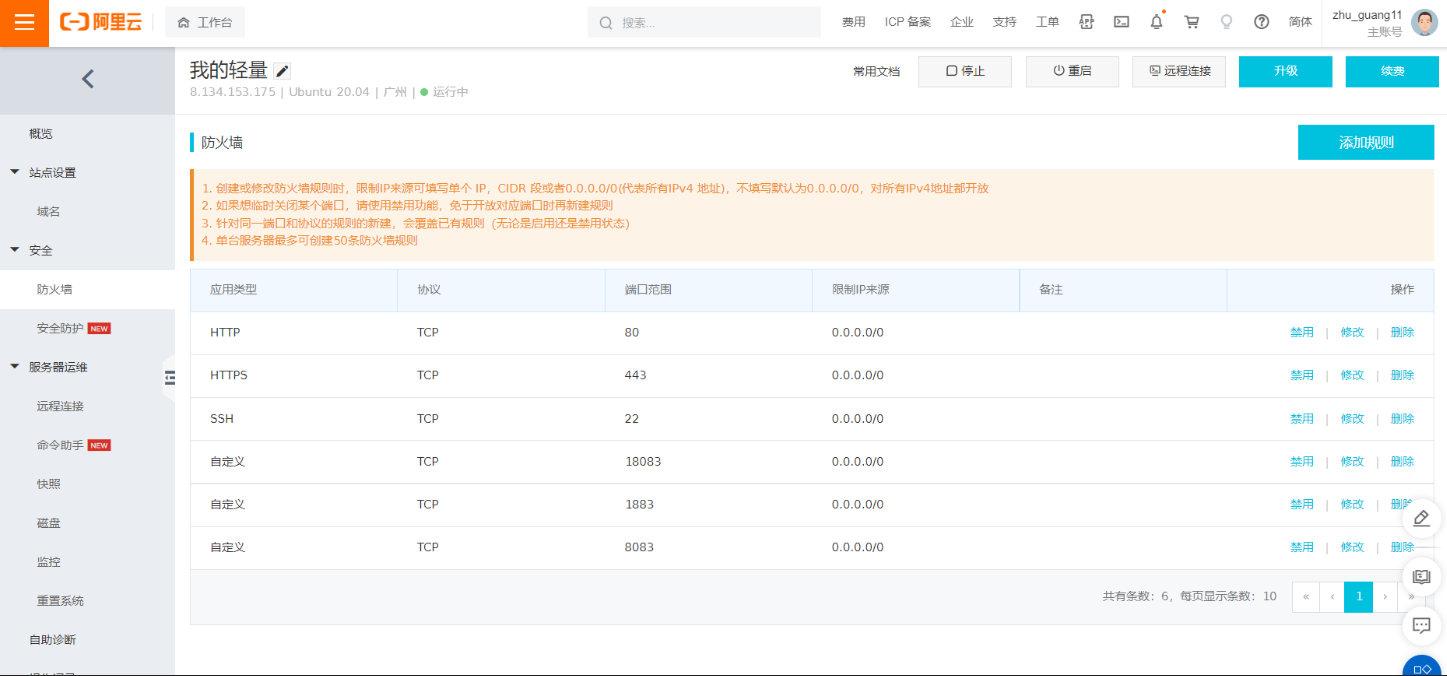 阿里云
工作台
搜索...
费用 ICP 备案 企业 支持 工单 简体
zhu_guang11
主账号
我的轻量
8.134.153.175 | Ubuntu 20.04 | 广州 | 运行中
常用文档 停止 重启 远程连接 升级 续费
概览
站点设置
域名
安全
防火墙
安全防护 NEW
服务器运维
远程连接
命令助手 NEW
快照
磁盘
监控
重置系统
自助诊断
防火墙
添加规则
1. 创建或修改防火墙规则时，限制IP来源可填写单个 IP，CIDR 段或者0.0.0.0/0(代表所有IPv4 地址)，不填写默认为0.0.0.0/0，对所有IPv4地址都开放
2. 如果想临时关闭某个端口，请使用禁用功能，免于开放对应端口时再新建规则
3. 针对同一端口和协议的规则的新建，会覆盖已有规则（无论是启用还是禁用状态）
4. 单台服务器最多可创建50条防火墙规则
应用类型 协议 端口范围 限制IP来源 备注 操作
HTTP TCP 80 0.0.0.0/0 禁用 | 修改 | 删除
HTTPS TCP 443 0.0.0.0/0 禁用 | 修改 | 删除
SSH TCP 22 0.0.0.0/0 禁用 | 修改 | 删除
自定义 TCP 18083 0.0.0.0/0 禁用 | 修改 | 删除
自定义 TCP 1883 0.0.0.0/0 禁用 | 修改 | 删除
自定义 TCP 8083 0.0.0.0/0 禁用 | 修改 | 删除
共有条数：6，每页显示条数：10 « ‹ 1 › »